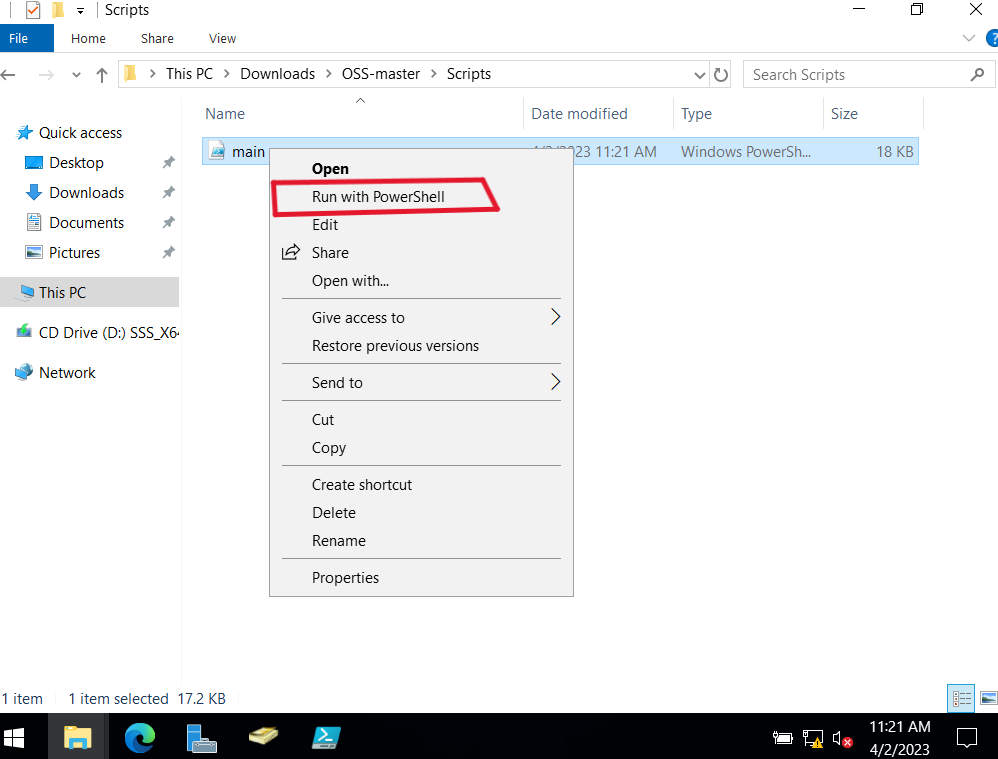 Scripts
File Home Share View
This PC Downloads OSS-master Scripts Search Scripts
Name Date modified Type Size
Quick access
main 4/2/2023 11:21 AM Windows PowerSh... 18 KB
Desktop
Downloads
Documents
Pictures
This PC
CD Drive (D:) SSS_X64
Network
Open
Run with PowerShell
Edit
Share
Open with...
Give access to
Restore previous versions
Send to
Cut
Copy
Create shortcut
Delete
Rename
Properties
1 item 1 item selected 17.2 KB
11:21 AM
4/2/2023